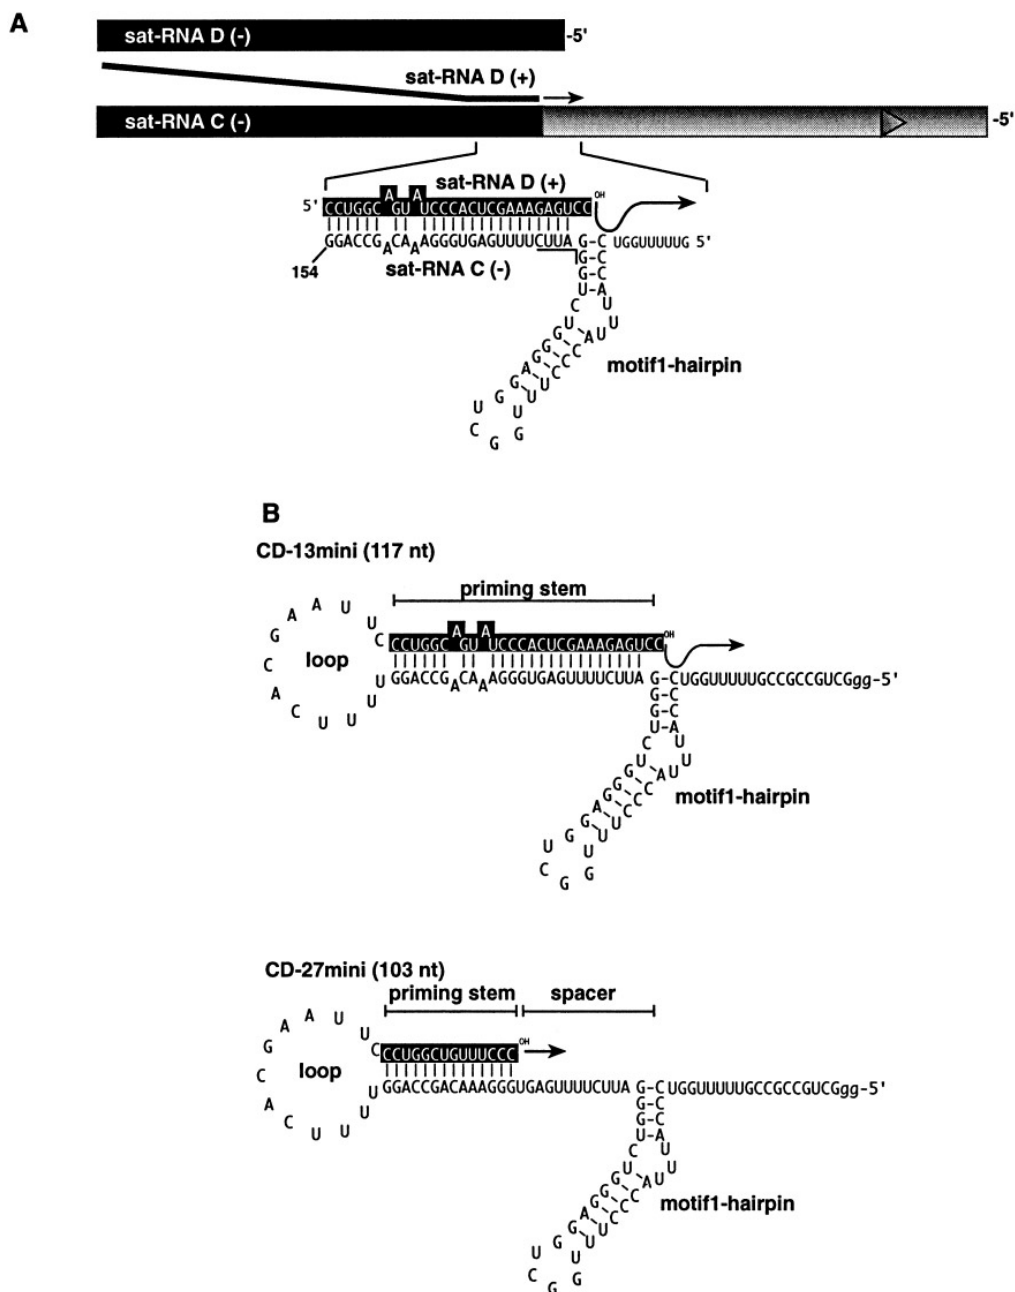 A
sat-RNA D (-)
-5'
sat-RNA D (+)
sat-RNA C (-)
-5'
sat-RNA D (+)
5' CCUGGC A GU A UCCCACUCGAAAGAGUCC OH
GGACCG A CA A AGGGUGAGUUUUCUUA G-C UGGUUUUUG 5'
G-C
G-C
U-A
154
sat-RNA C (-)
C U
U U
G A U
G C
G C
A C
G U
G U
U U
C G
G
motif1-hairpin
B
CD-13mini (117 nt)
priming stem
loop
C G A A U U C
A C U U U U
CCUGGC A GU A UCCCACUCGAAAGAGUCC OH
GGACCG A CA A AGGGUGAGUUUUCUUA G-CUGGUUUUUGCCGCCGUCGgg-5'
G-C
G-C
U-A
C U
U U
G A U
G C
G C
A C
G U
G U
U U
C G
G
motif1-hairpin
CD-27mini (103 nt)
priming stem
spacer
loop
C G A A U U C
A C U U U U
CCUGGCUGUUUCCC OH
GGACCGACAAAGGGUGAGUUUUCUUA G-CUGGUUUUUGCCGCCGUCGgg-5'
G-C
G-C
U-A
C U
U U
G A U
G C
G C
A C
G U
G U
U U
C G
G
motif1-hairpin